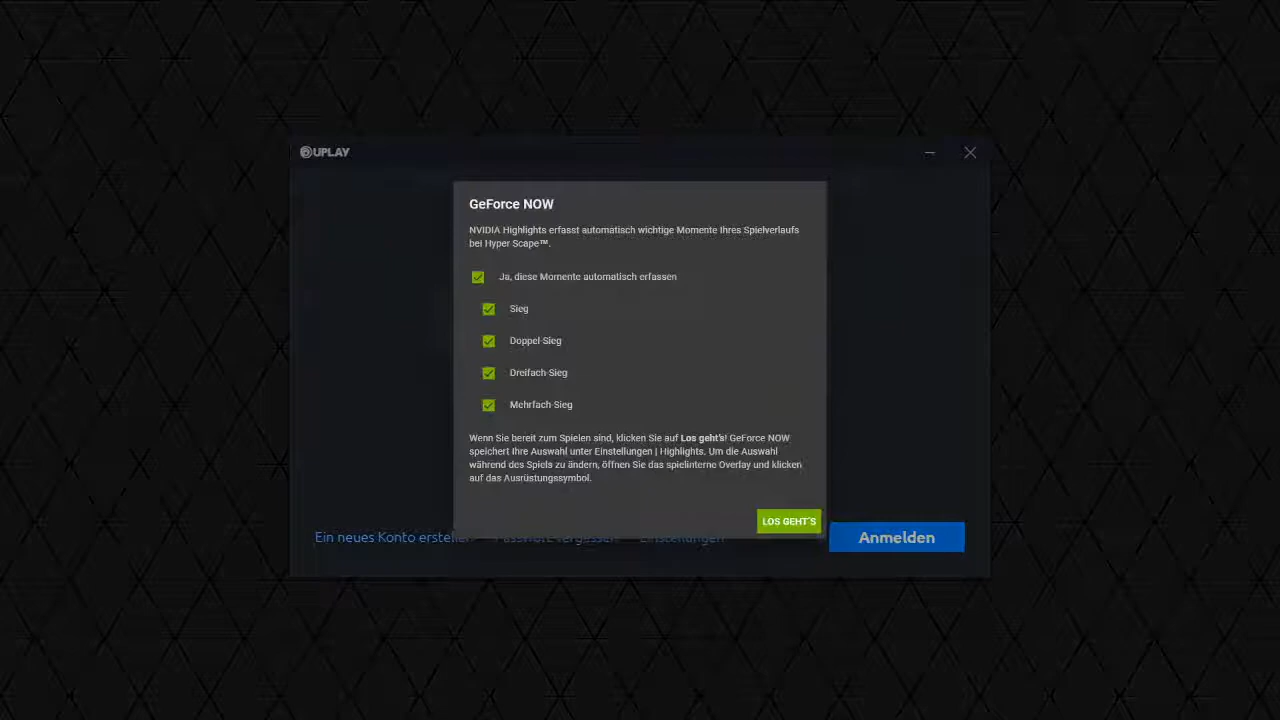 UPLAY
GeForce NOW
NVIDIA Highlights erfasst automatisch wichtige Momente Ihres Spielverlaufs
bei Hyper Scape™.
Ja, diese Momente automatisch erfassen
Sieg
Doppel-Sieg
Dreifach-Sieg
Mehrfach-Sieg
Wenn Sie bereit zum Spielen sind, klicken Sie auf Los geht's! GeForce NOW
speichert Ihre Auswahl unter Einstellungen | Highlights. Um die Auswahl
während des Spiels zu ändern, öffnen Sie das spielinterne Overlay und klicken
auf das Ausrüstungssymbol.
LOS GEHT'S
Ein neues Konto erstellen Passwort vergessen Einstellungen Anmelden